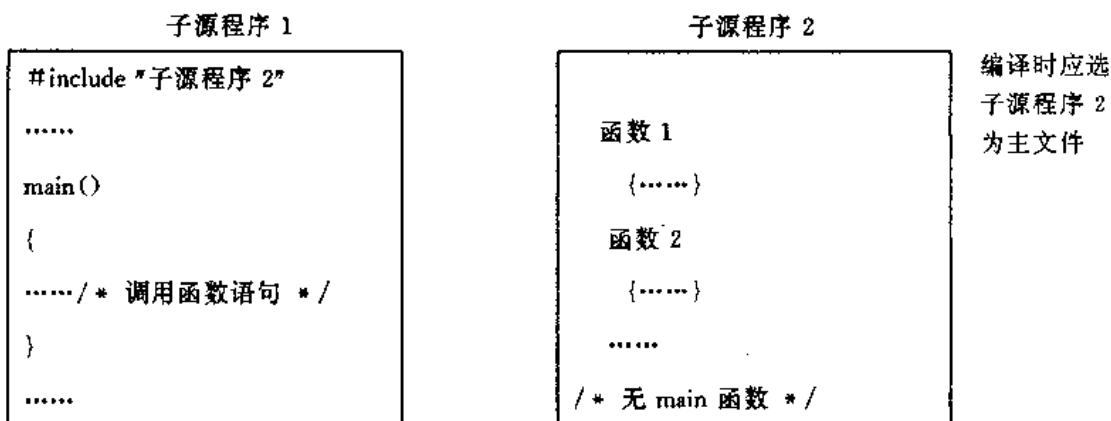 子源程序 1
#include "子源程序 2"
……
main()
{
……/* 调用函数语句 */
}
……
子源程序 2
函数 1
{……}
函数 2
{……}
……
/* 无 main 函数 */
编译时应选
子源程序 2
为主文件